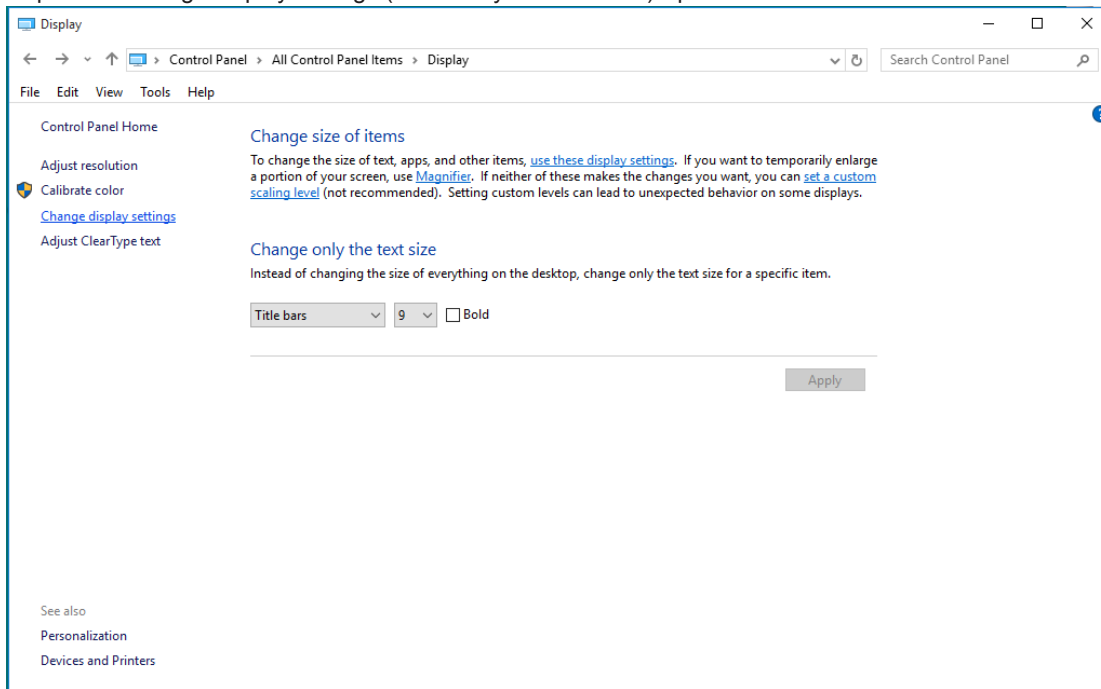 Display
Control Panel › All Control Panel Items › Display
Search Control Panel
File Edit View Tools Help
Control Panel Home
Adjust resolution
Calibrate color
Change display settings
Adjust ClearType text
Change size of items
To change the size of text, apps, and other items, use these display settings. If you want to temporarily enlarge
a portion of your screen, use Magnifier. If neither of these makes the changes you want, you can set a custom
scaling level (not recommended). Setting custom levels can lead to unexpected behavior on some displays.
Change only the text size
Instead of changing the size of everything on the desktop, change only the text size for a specific item.
Title bars 9 Bold
Apply
See also
Personalization
Devices and Printers